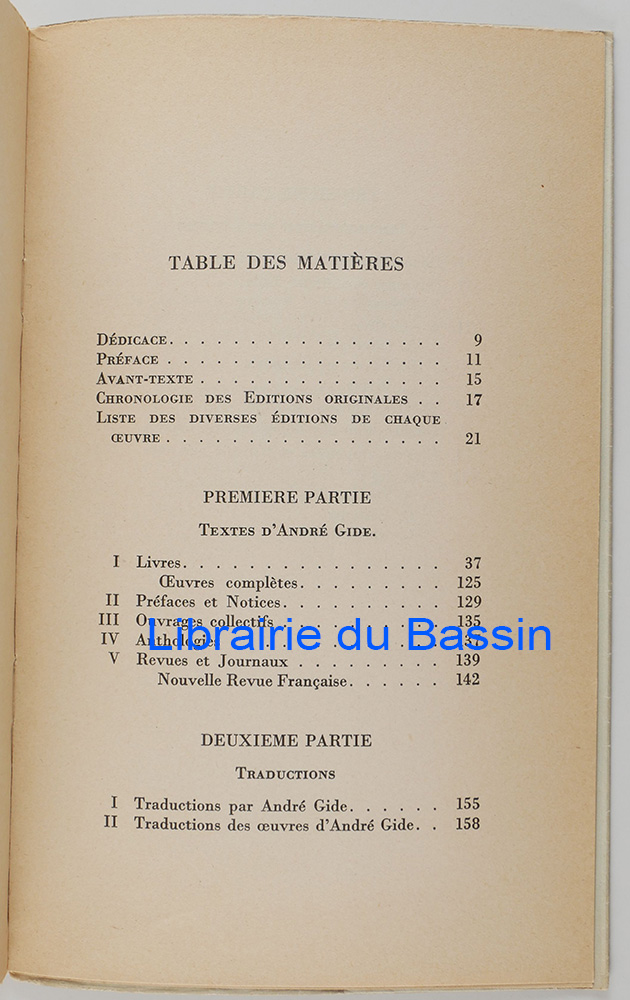 TABLE DES MATIÈRES
DÉDICACE. . . . . . . . . . . . . . . . . . 9
PRÉFACE . . . . . . . . . . . . . . . . . . 11
AVANT-TEXTE . . . . . . . . . . . . . . . . 15
CHRONOLOGIE DES EDITIONS ORIGINALES . . 17
LISTE DES DIVERSES ÉDITIONS DE CHAQUE
ŒUVRE . . . . . . . . . . . . . . . . . . 21
PREMIERE PARTIE
TEXTES D'ANDRÉ GIDE.
I Livres. . . . . . . . . . . . . . . . . 37
Œuvres complètes. . . . . . . . . 125
II Préfaces et Notices. . . . . . . . . . 129
III Ouvrages collectifs . . . . . . . . . . 135
IV Anthologies
Librairie du Bassin
V Revues et Journaux . . . . . . . . . 139
Nouvelle Revue Française. . . . . . 142
DEUXIEME PARTIE
TRADUCTIONS
I Traductions par André Gide. . . . . . 155
II Traductions des œuvres d'André Gide. . 158